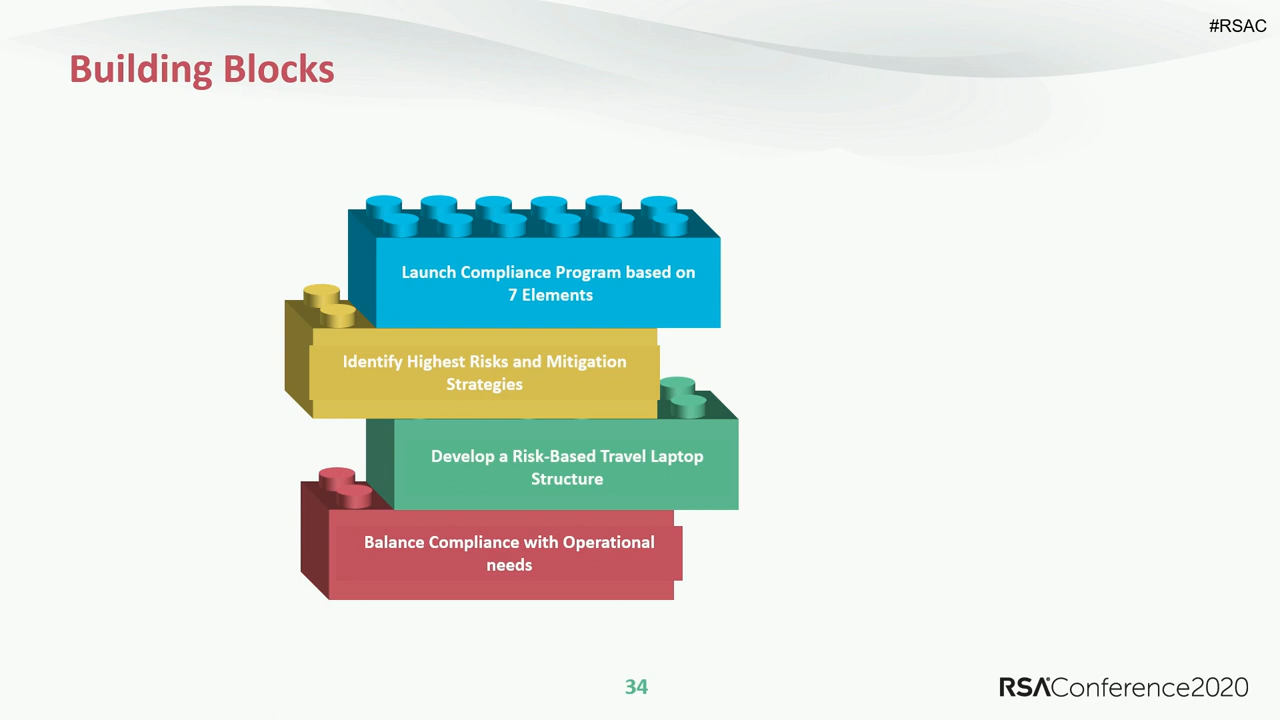 #RSAC
Building Blocks
Launch Compliance Program based on
7 Elements
Identify Highest Risks and Mitigation
Strategies
Develop a Risk-Based Travel Laptop
Structure
Balance Compliance with Operational
needs
34
RSAConference2020